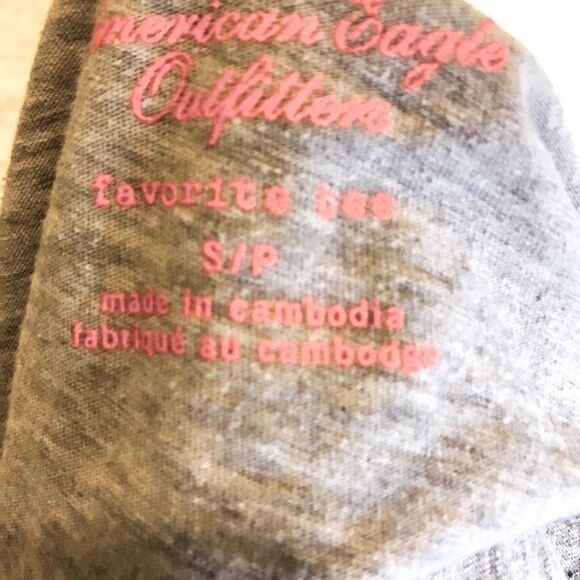 American Eagle
Outfitters
favorite tee
S/P
made in cambodia
fabriqué au cambodge